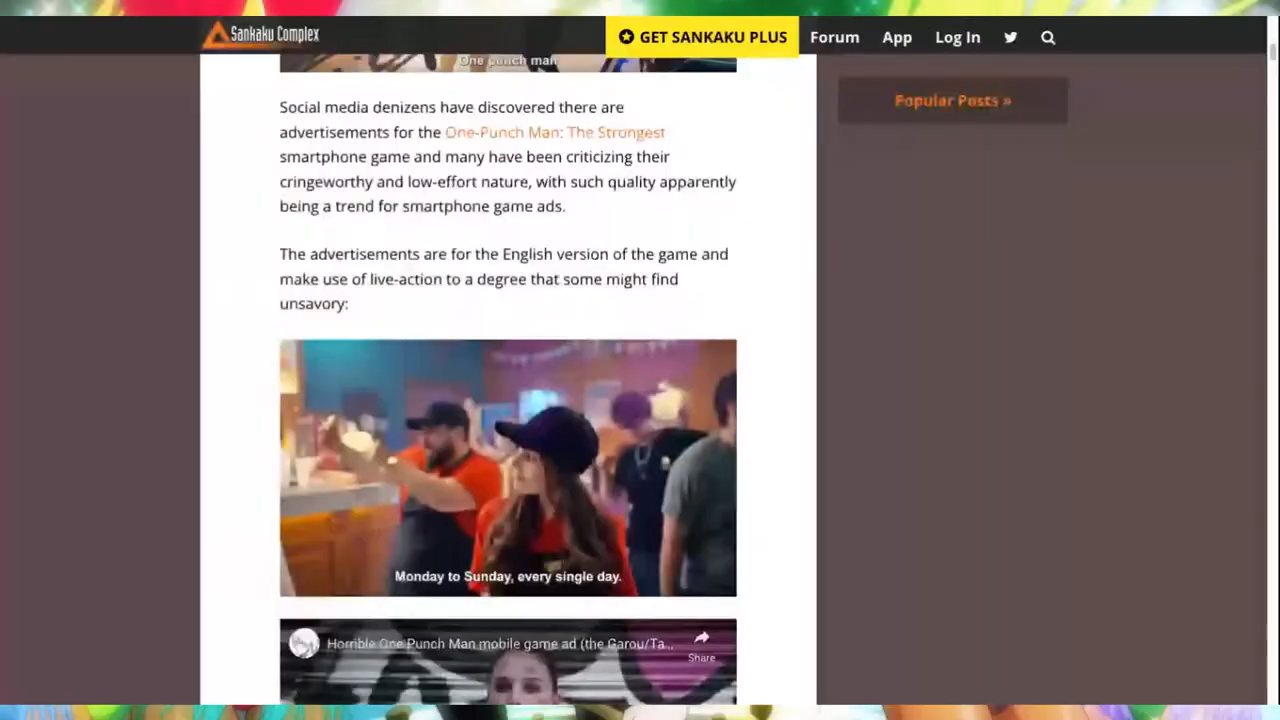 Sankaku Complex
GET SANKAKU PLUS
Forum
App
Log In
One punch man
Popular Posts »
Social media denizens have discovered there are
advertisements for the One-Punch Man: The Strongest
smartphone game and many have been criticizing their
cringeworthy and low-effort nature, with such quality apparently
being a trend for smartphone game ads.
The advertisements are for the English version of the game and
make use of live-action to a degree that some might find
unsavory:
Monday to Sunday, every single day.
Horrible One Punch Man mobile game ad (the Garou/Ta...
Share